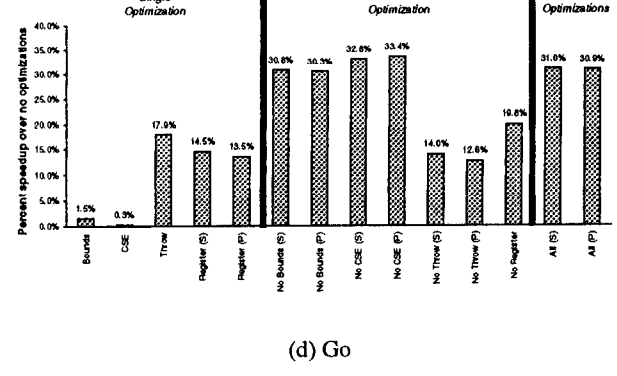 Optimization
Optimization
Optimizations
Percent speedup over no optimizations
40.0%
35.0%
30.0%
25.0%
20.0%
15.0%
10.0%
5.0%
0.0%
1.5%
0.3%
17.9%
14.5%
13.5%
30.8%
30.3%
32.8%
33.4%
14.0%
12.6%
19.8%
31.0%
30.9%
Bounds
CSE
Throw
Register (S)
Register (P)
No Bounds (S)
No Bounds (P)
No CSE (S)
No CSE (P)
No Throw (S)
No Throw (P)
No Register
All (S)
All (P)
(d) Go